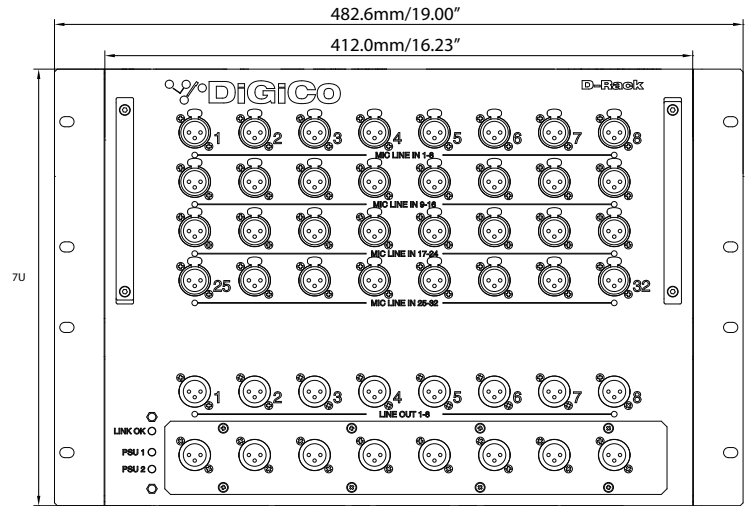 482.6mm/19.00”
412.0mm/16.23”
DiGiCo
D-Rack
1 2 3 4 5 6 7 8
MIC LINE IN 1-8
MIC LINE IN 9-16
7U
MIC LINE IN 17-24
25 32
MIC LINE IN 25-32
1 2 3 4 5 6 7 8
LINE OUT 1-8
LINK OK
PSU 1
PSU 2